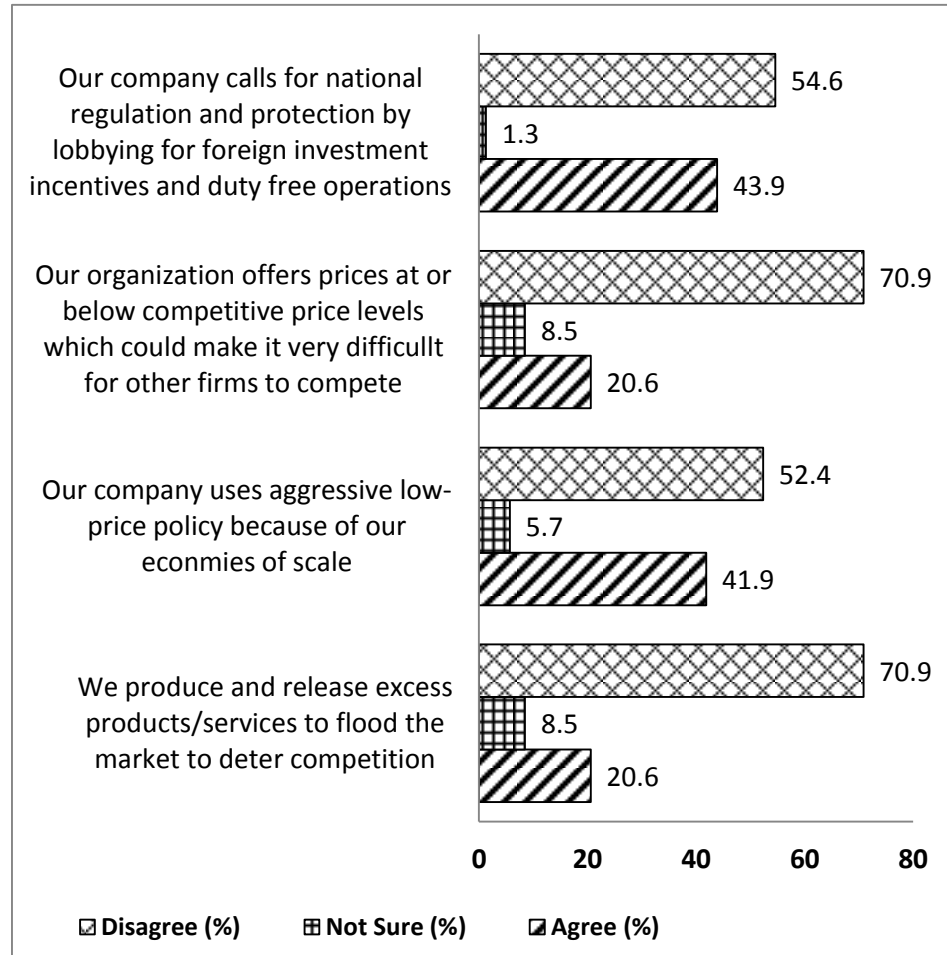 Our company calls for national
regulation and protection by
lobbying for foreign investment
incentives and duty free operations
54.6
1.3
43.9
Our organization offers prices at or
below competitive price levels
which could make it very difficullt
for other firms to compete
70.9
8.5
20.6
Our company uses aggressive low-
price policy because of our
econmies of scale
52.4
5.7
41.9
We produce and release excess
products/services to flood the
market to deter competition
70.9
8.5
20.6
0 20 40 60 80
Disagree (%) Not Sure (%) Agree (%)